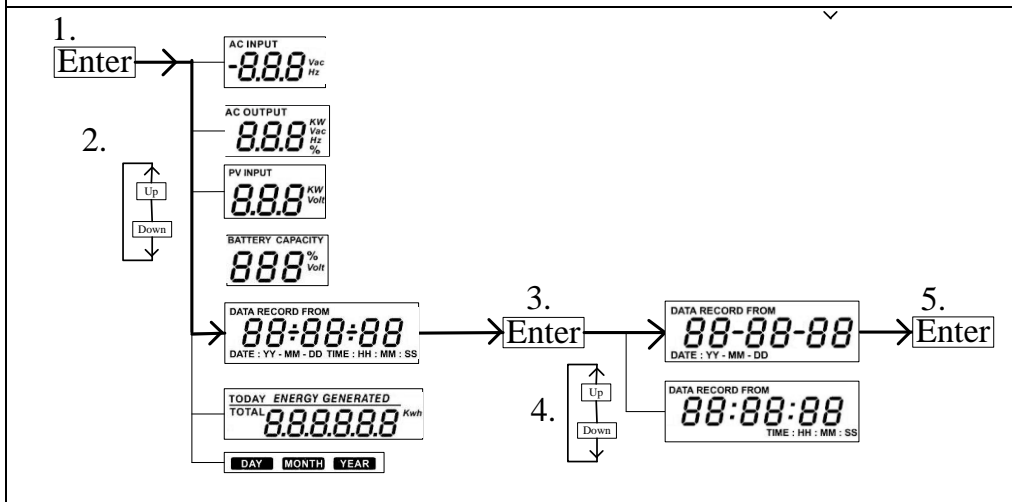 1.
Enter
AC INPUT
-8.8.8 Vac
Hz
2.
Up
Down
AC OUTPUT
8.8.8 KW
Vac
Hz
%
PV INPUT
8.8.8 KW
Volt
BATTERY CAPACITY
888 %
Volt
DATA RECORD FROM
88:88:88
DATE : YY - MM - DD TIME : HH : MM : SS
3.
Enter
DATA RECORD FROM
88-88-88
DATE : YY - MM - DD
5.
Enter
4.
Up
Down
DATA RECORD FROM
88:88:88
TIME : HH : MM : SS
TODAY ENERGY GENERATED
TOTAL 8.8.8.8.8.8 Kwh
DAY MONTH YEAR